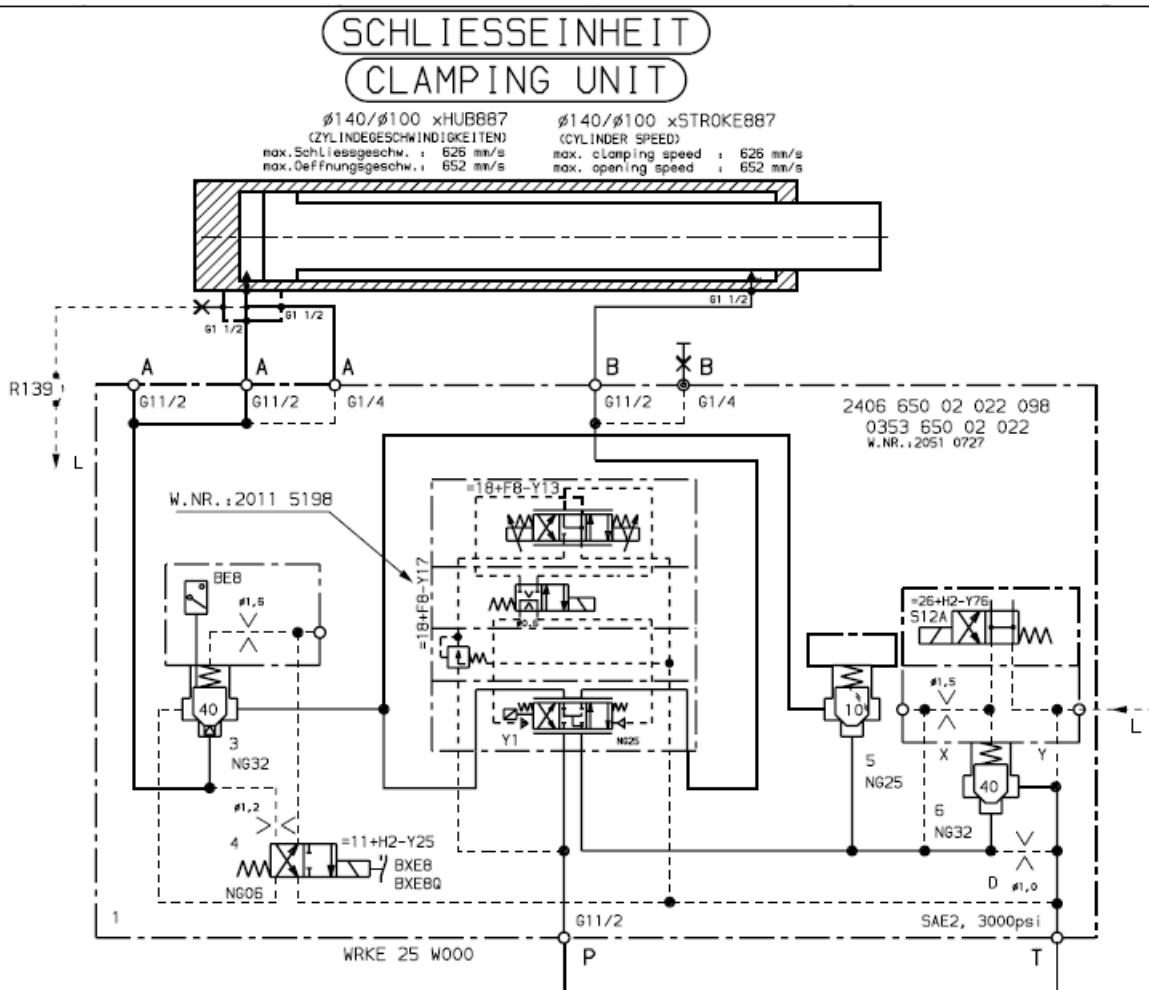 SCHLIESSEINHEIT
CLAMPING UNIT
ø140/ø100 xHUB887
(ZYLINDEGESCHWINDIGKEITEN)
max.Schliessgeschw. : 626 mm/s
max.Oeffnungsgeschw.: 652 mm/s
ø140/ø100 xSTROKE887
(CYLINDER SPEED)
max. clamping speed : 626 mm/s
max. opening speed : 652 mm/s
G1 1/2
G1 1/2
G1 1/2
R139
L
A
A
A
B
B
G11/2
G11/2
G1/4
G11/2
G1/4
2406 650 02 022 098
0353 650 02 022
W.NR.:2051 0727
W.NR.:2011 5198
=18+F8-Y13
=18+F8-Y17
BE8
ø1,6
ø0,6
=26+H2-Y76
S12A
40
3
NG32
10
5
NG25
ø1,5
X
Y
L
Y1
NG25
40
6
NG32
ø1,2
4
=11+H2-Y25
BXE8
BXE8Q
NG06
D
ø1,0
1
G11/2
SAE2, 3000psi
WRKE 25 W000
P
T